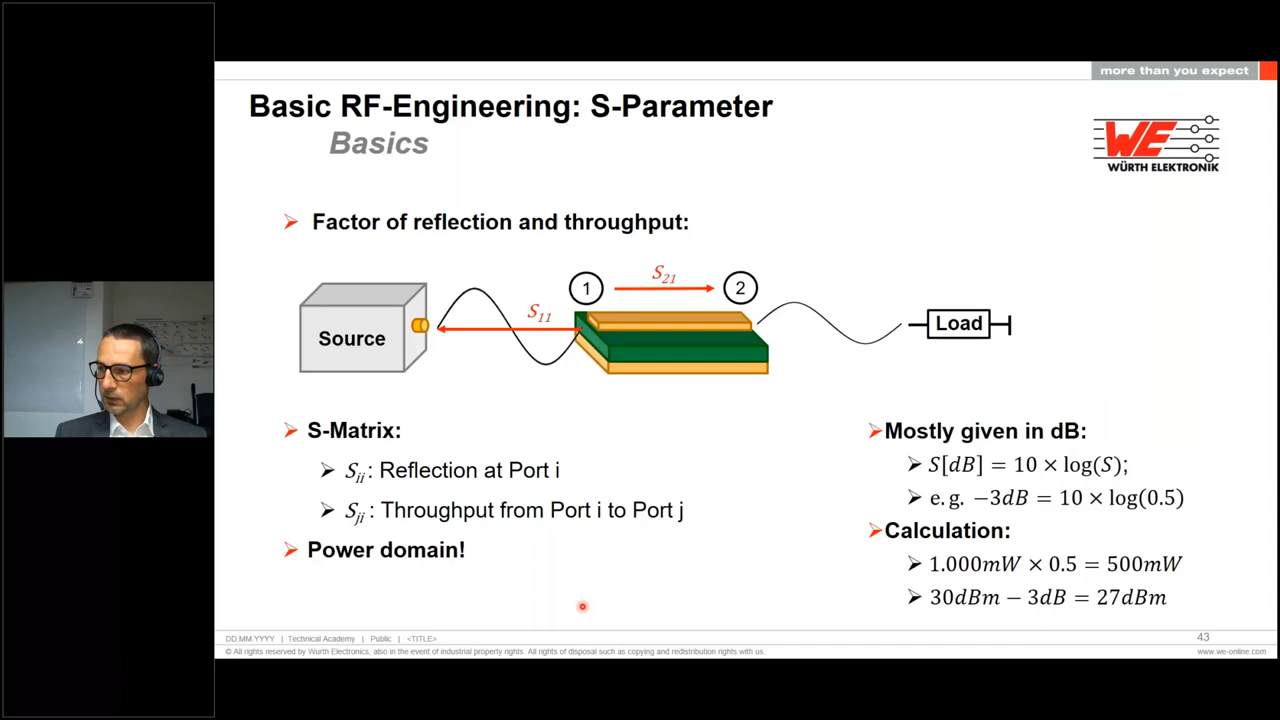 more than you expect
Basic RF-Engineering: S-Parameter
Basics
WE
WÜRTH ELEKTRONIK
➢ Factor of reflection and throughput:
1
S21
2
S11
Source
Load
➢ S-Matrix:
➢ Sii : Reflection at Port i
➢ Sji : Throughput from Port i to Port j
➢ Power domain!
➢ Mostly given in dB:
➢ S[dB] = 10 × log(S);
➢ e. g. −3dB = 10 × log(0.5)
➢ Calculation:
➢ 1.000mW × 0.5 = 500mW
➢ 30dBm − 3dB = 27dBm
DD.MM.YYYY | Technical Academy | Public | <TITLE>
43
© All rights reserved by Wurth Electronics, also in the event of industrial property rights. All rights of disposal such as copying and redistribution rights with us.
www.we-online.com